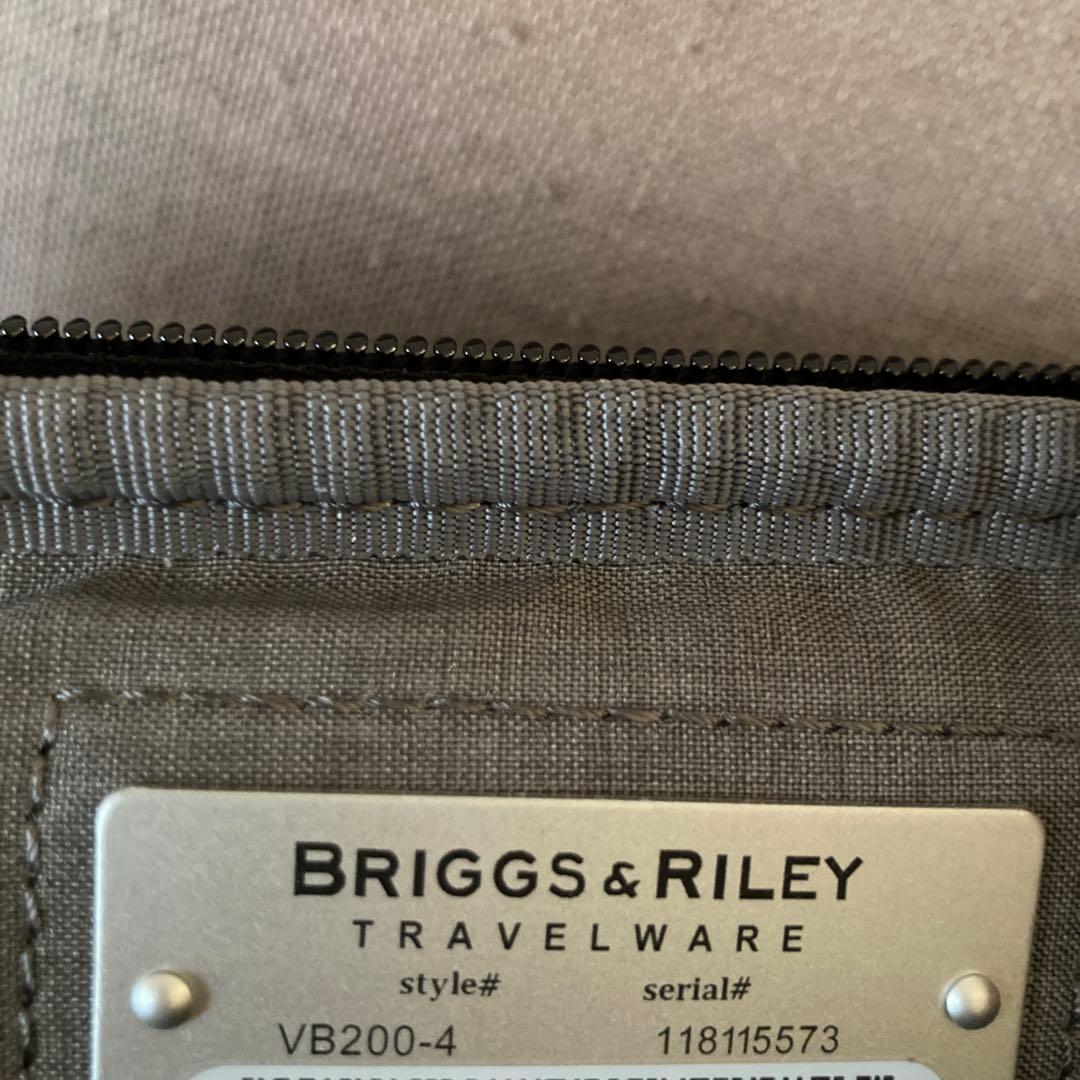 BRIGGS & RILEY
TRAVELWARE
style# serial#
VB200-4 118115573